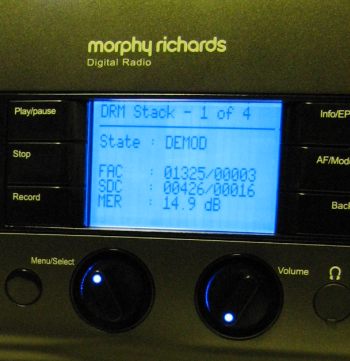 morphy richards
Digital Radio
DRM Stack - 1 of 4
State : DEMOD
FAC : 01325/00003
SDC : 00426/00016
MER : 14.9 dB
Play/pause
Stop
Record
Info/EP
AF/Mod
Back
Menu/Select
Volume